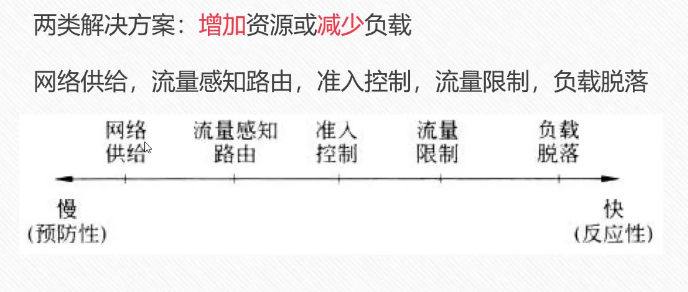 两类解决方案：增加资源或减少负载
网络供给，流量感知路由，准入控制，流量限制，负载脱落
网络 流量感知 准入 流量 负载
供给 路由 控制 限制 脱落
慢 快
(预防性) (反应性)